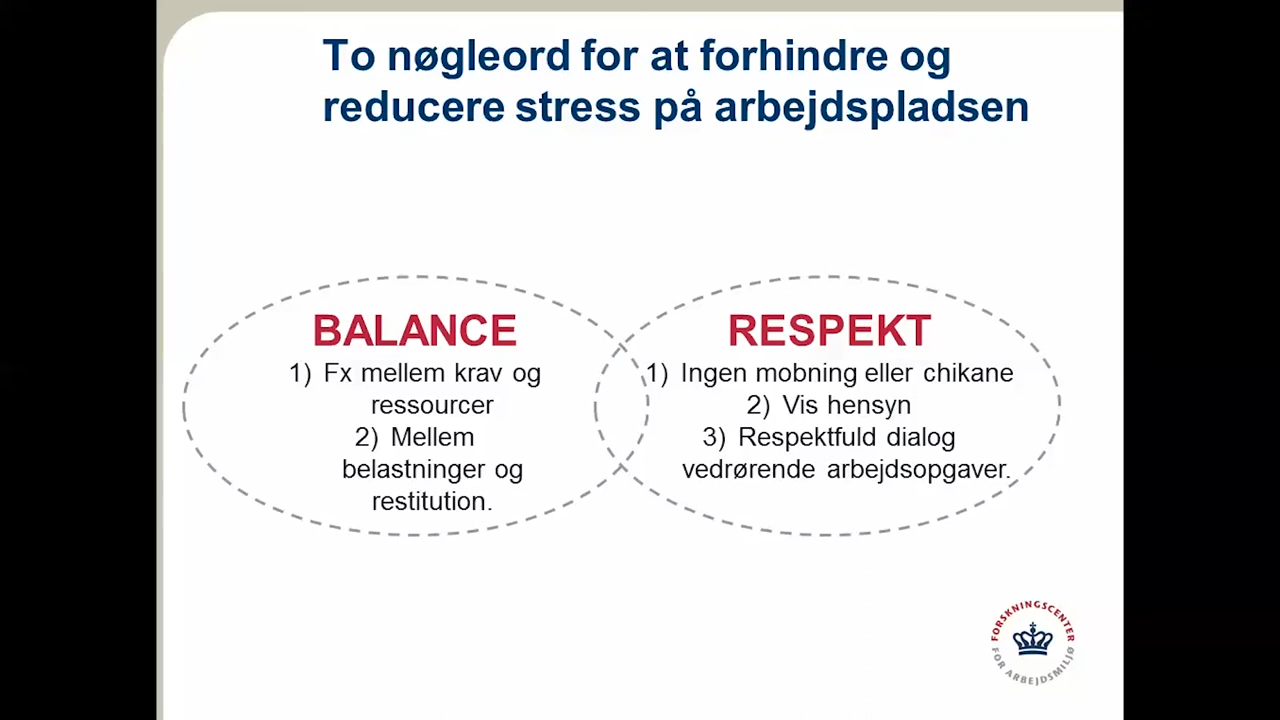 To nøgleord for at forhindre og
reducere stress på arbejdspladsen
BALANCE
1) Fx mellem krav og
ressourcer
2) Mellem
belastninger og
restitution.
RESPEKT
1) Ingen mobning eller chikane
2) Vis hensyn
3) Respektfuld dialog
vedrørende arbejdsopgaver.
FORSKNINGSCENTER
FOR ARBEJDSMILJØ